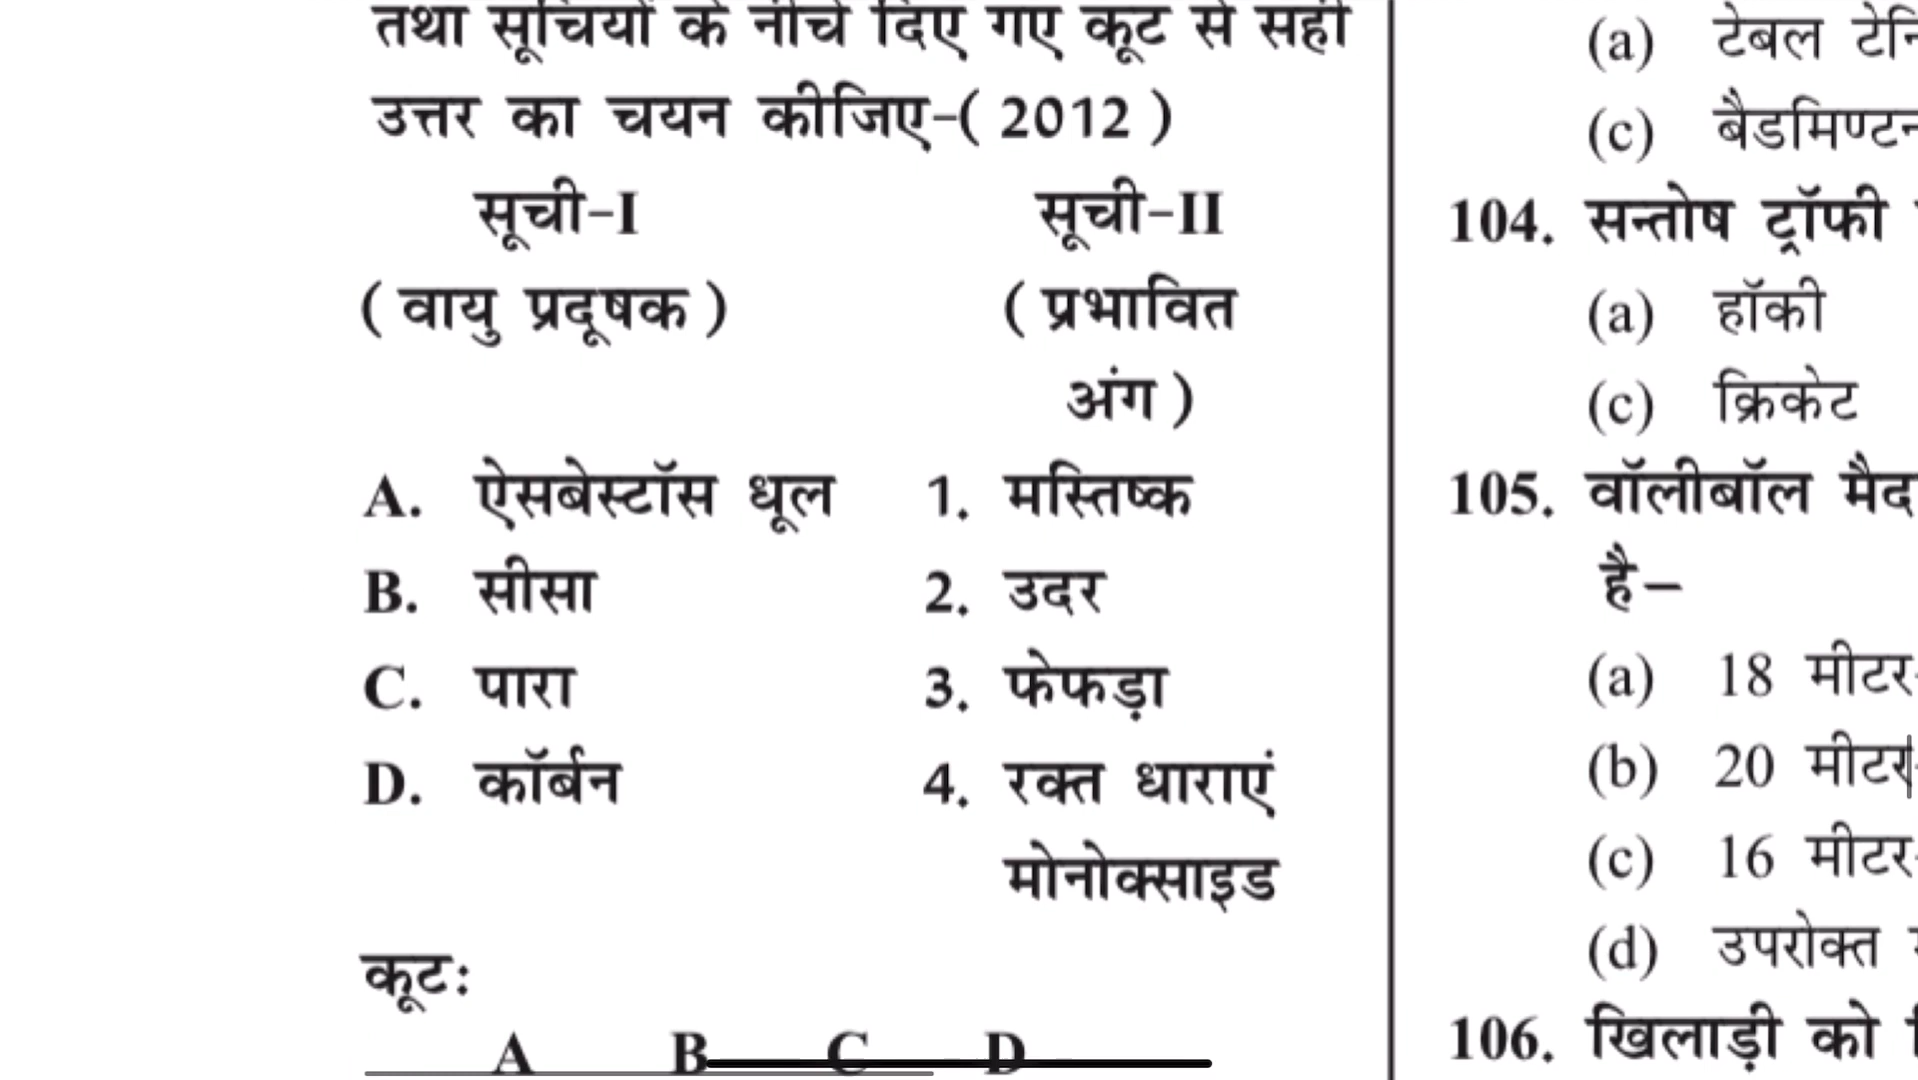 तथा सूचियों के नीचे दिए गए कूट से सही
उत्तर का चयन कीजिए-( 2012 )
सूची-I सूची-II
( वायु प्रदूषक ) ( प्रभावित
अंग )
A. ऐसबेस्टॉस धूल 1. मस्तिष्क
B. सीसा 2. उदर
C. पारा 3. फेफड़ा
D. कॉर्बन 4. रक्त धाराएं
मोनोक्साइड
कूटः
A B C D
(a) टेबल
(c) बैडमिण्टन
104. सन्तोष ट्रॉफी
(a) हॉकी
(c) क्रिकेट
105. वॉलीबॉल
है–
(a) 18 मीटर
(b) 20 मीटर
(c) 16 मीटर
(d) उपरोक्त
106. खिलाड़ी को